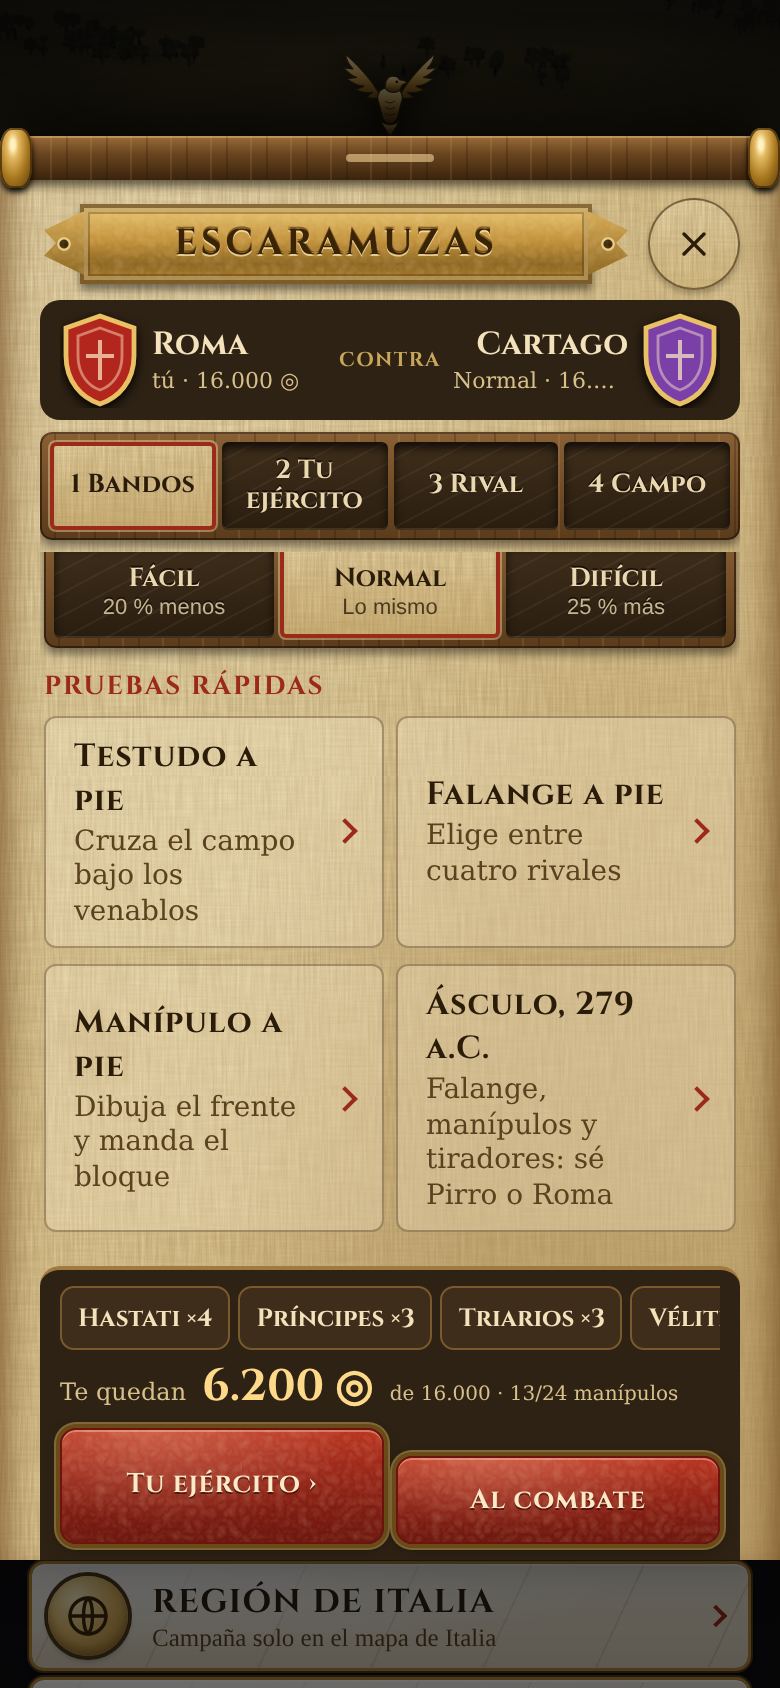 ESCARAMUZAS
ROMA
tú · 16.000 ◎
CONTRA
CARTAGO
Normal · 16....
1 BANDOS
2 TU
EJÉRCITO
3 RIVAL
4 CAMPO
FÁCIL
20 % menos
NORMAL
Lo mismo
DIFÍCIL
25 % más
PRUEBAS RÁPIDAS
TESTUDO A
PIE
Cruza el campo
bajo los
venablos
FALANGE A PIE
Elige entre
cuatro rivales
MANÍPULO A
PIE
Dibuja el frente
y manda el
bloque
ÁSCULO, 279
A.C.
Falange,
manípulos y
tiradores: sé
Pirro o Roma
HASTATI ×4
PRÍNCIPES ×3
TRIARIOS ×3
VÉLIT
Te quedan 6.200 ◎ de 16.000 · 13/24 manípulos
TU EJÉRCITO ›
AL COMBATE
REGIÓN DE ITALIA
Campaña solo en el mapa de Italia